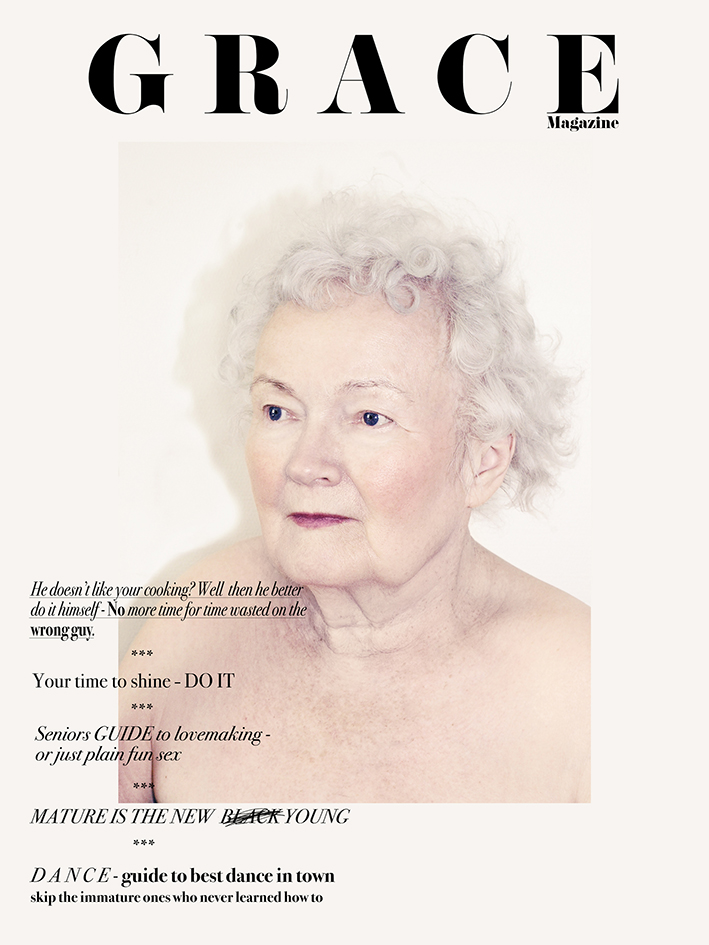 GRACE
Magazine
He doesn't like your cooking? Well then he better
do it himself - No more time for time wasted on the
wrong guy.
***
Your time to shine - DO IT
***
Seniors GUIDE to lovemaking -
or just plain fun sex
***
MATURE IS THE NEW BLACK YOUNG
***
DANCE - guide to best dance in town
skip the immature ones who never learned how to